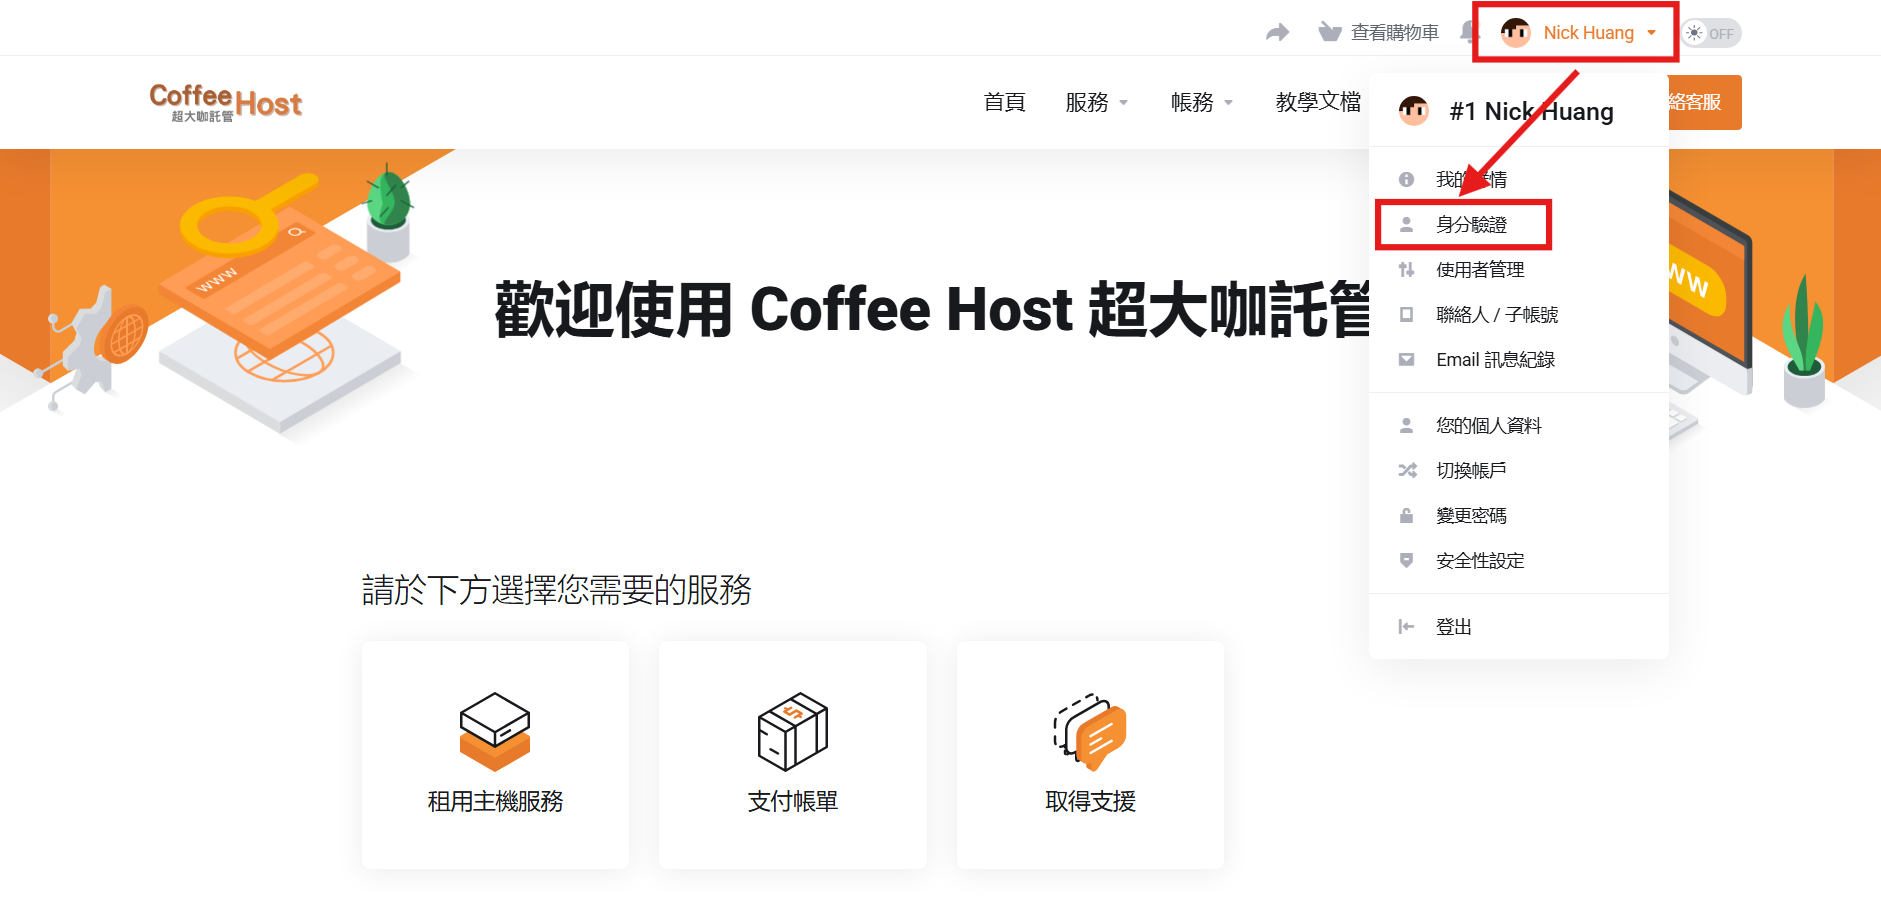 查看購物車
Nick Huang
OFF
Coffee Host
超大咖託管
首頁
服務
帳務
教學文檔
絡客服
#1 Nick Huang
我的 情
身分驗證
使用者管理
聯絡人 / 子帳號
Email 訊息紀錄
您的個人資料
切換帳戶
變更密碼
安全性設定
登出
www
歡迎使用 Coffee Host 超大咖託管
請於下方選擇您需要的服務
租用主機服務
支付帳單
取得支援